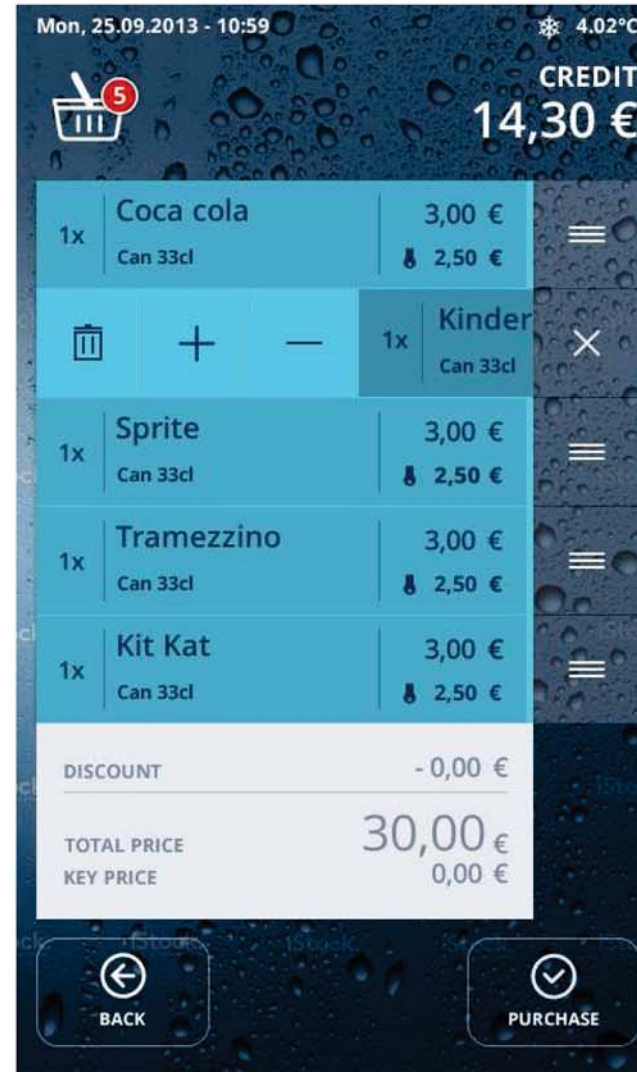 Mon, 25.09.2013 - 10:59 4.02°C
5
CREDIT
14,30 €
1x Coca cola 3,00 €
Can 33cl 2,50 €
1x Kinder
Can 33cl
1x Sprite 3,00 €
Can 33cl 2,50 €
1x Tramezzino 3,00 €
Can 33cl 2,50 €
1x Kit Kat 3,00 €
Can 33cl 2,50 €
DISCOUNT - 0,00 €
TOTAL PRICE 30,00 €
KEY PRICE 0,00 €
iStock iStock
BACK PURCHASE